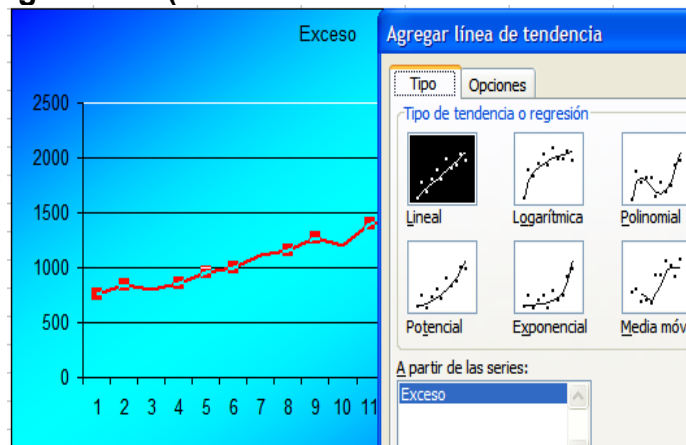 Exceso
2500
2000
1500
1000
500
0
1 2 3 4 5 6 7 8 9 10 11
Agregar línea de tendencia
Tipo Opciones
Tipo de tendencia o regresión
Lineal Logarítmica Polinomial
Potencial Exponencial Media móv
A partir de las series:
Exceso